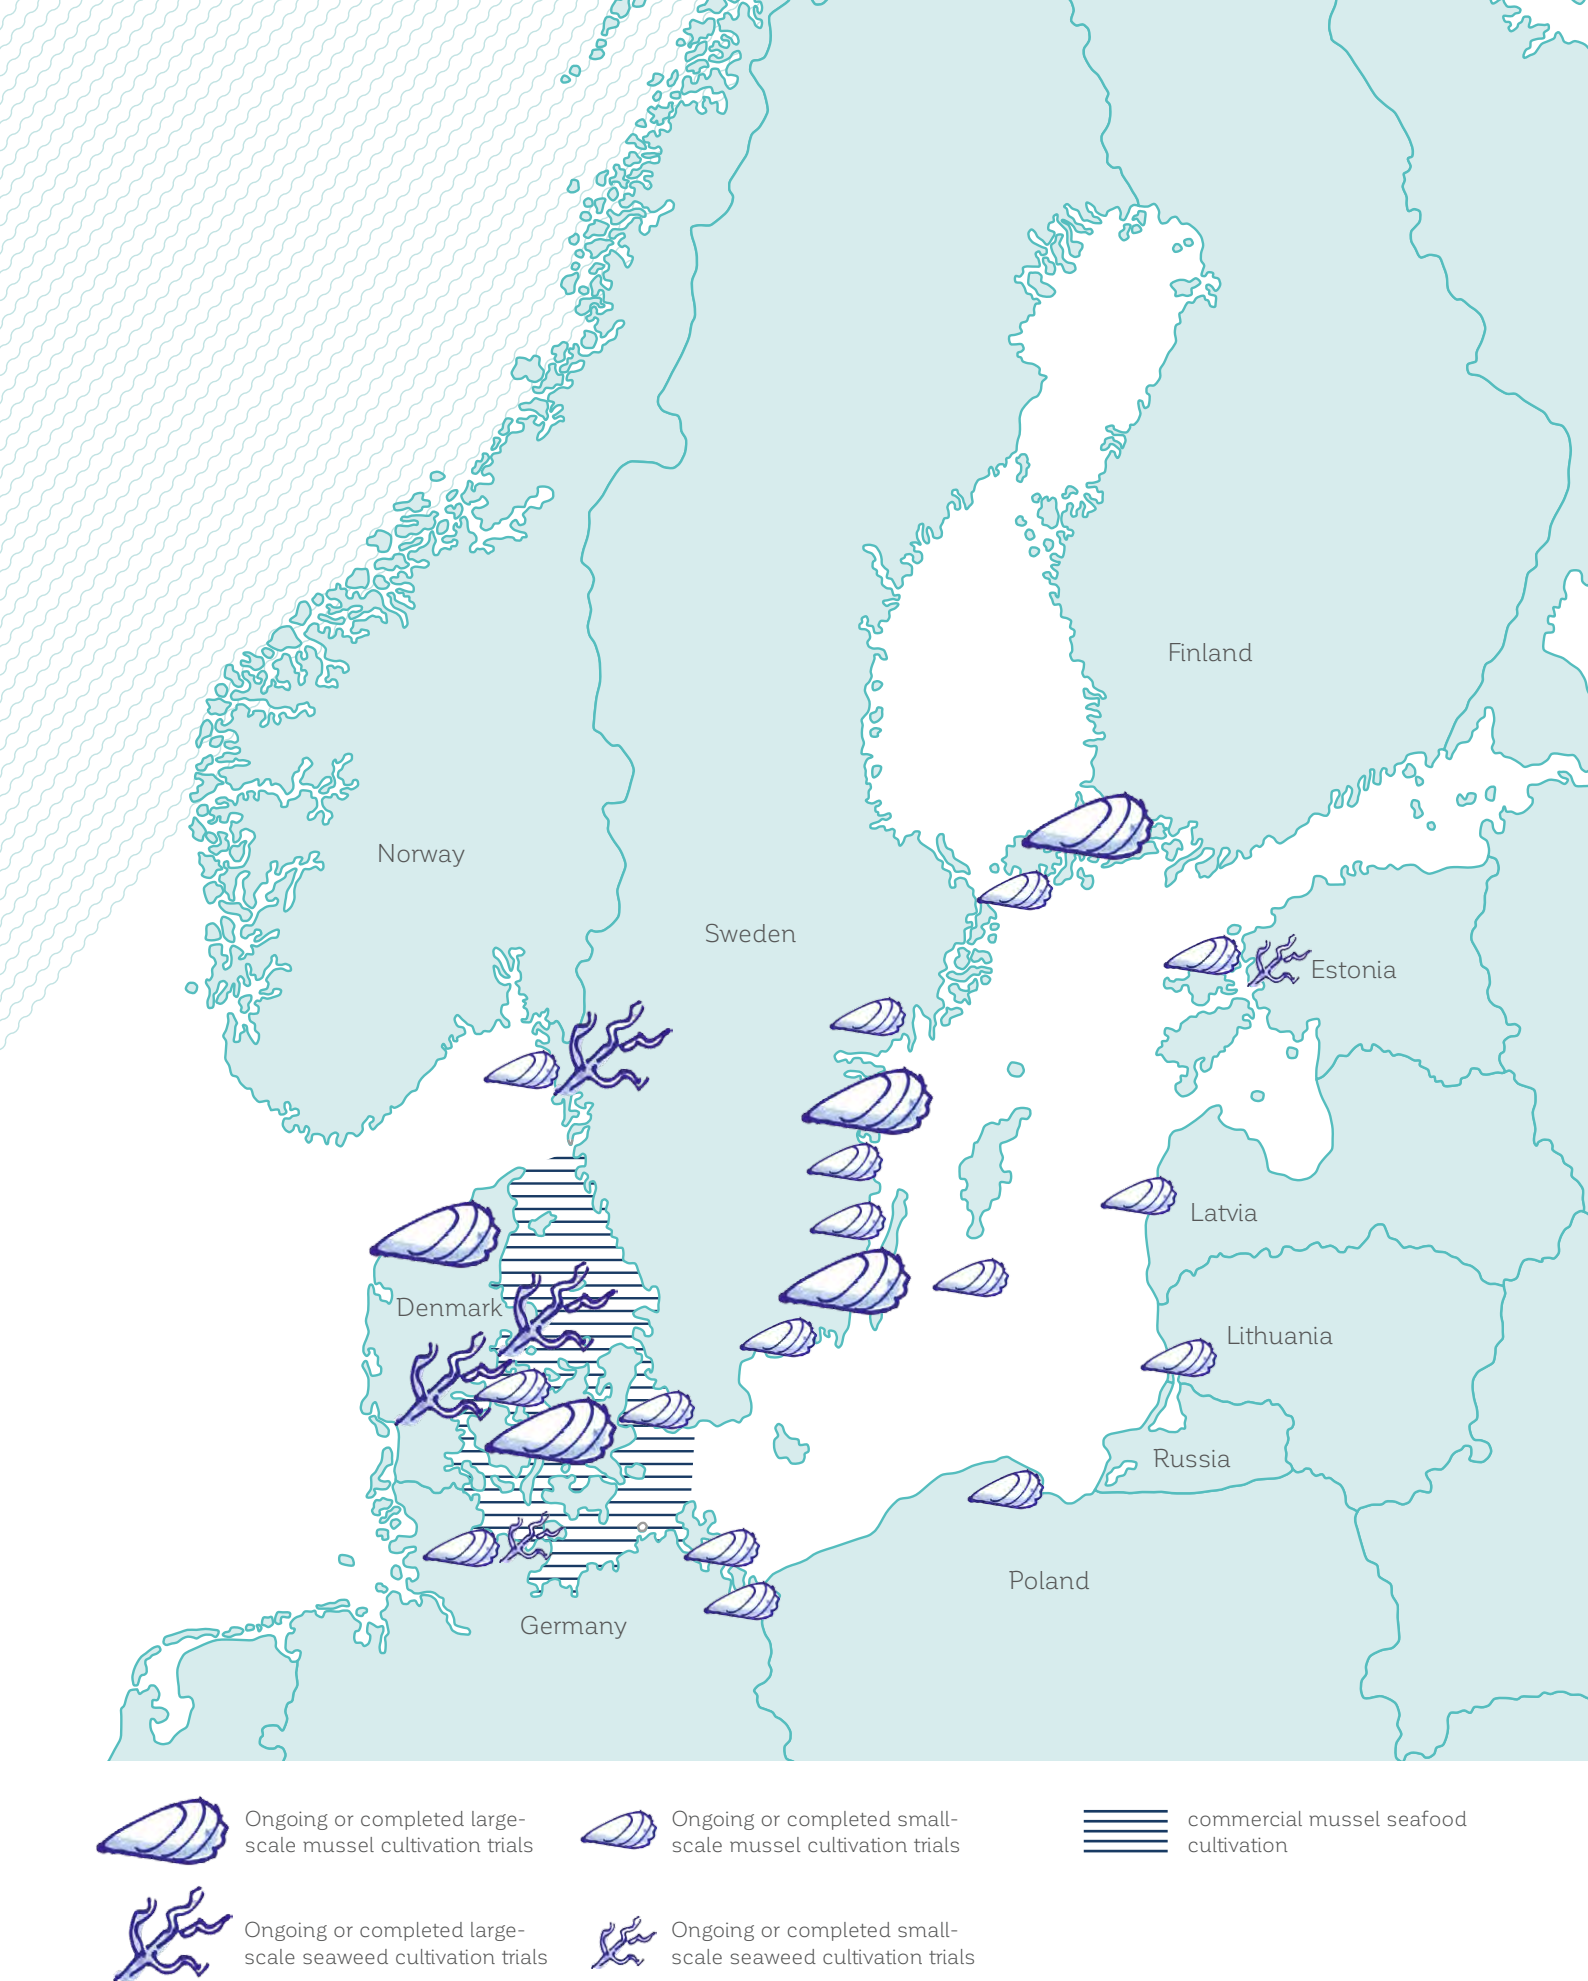 Finland
Norway
Sweden
Estonia
Latvia
Denmark
Lithuania
Russia
Poland
Germany
Ongoing or completed large-
scale mussel cultivation trials
Ongoing or completed small-
scale mussel cultivation trials
commercial mussel seafood
cultivation
Ongoing or completed large-
scale seaweed cultivation trials
Ongoing or completed small-
scale seaweed cultivation trials